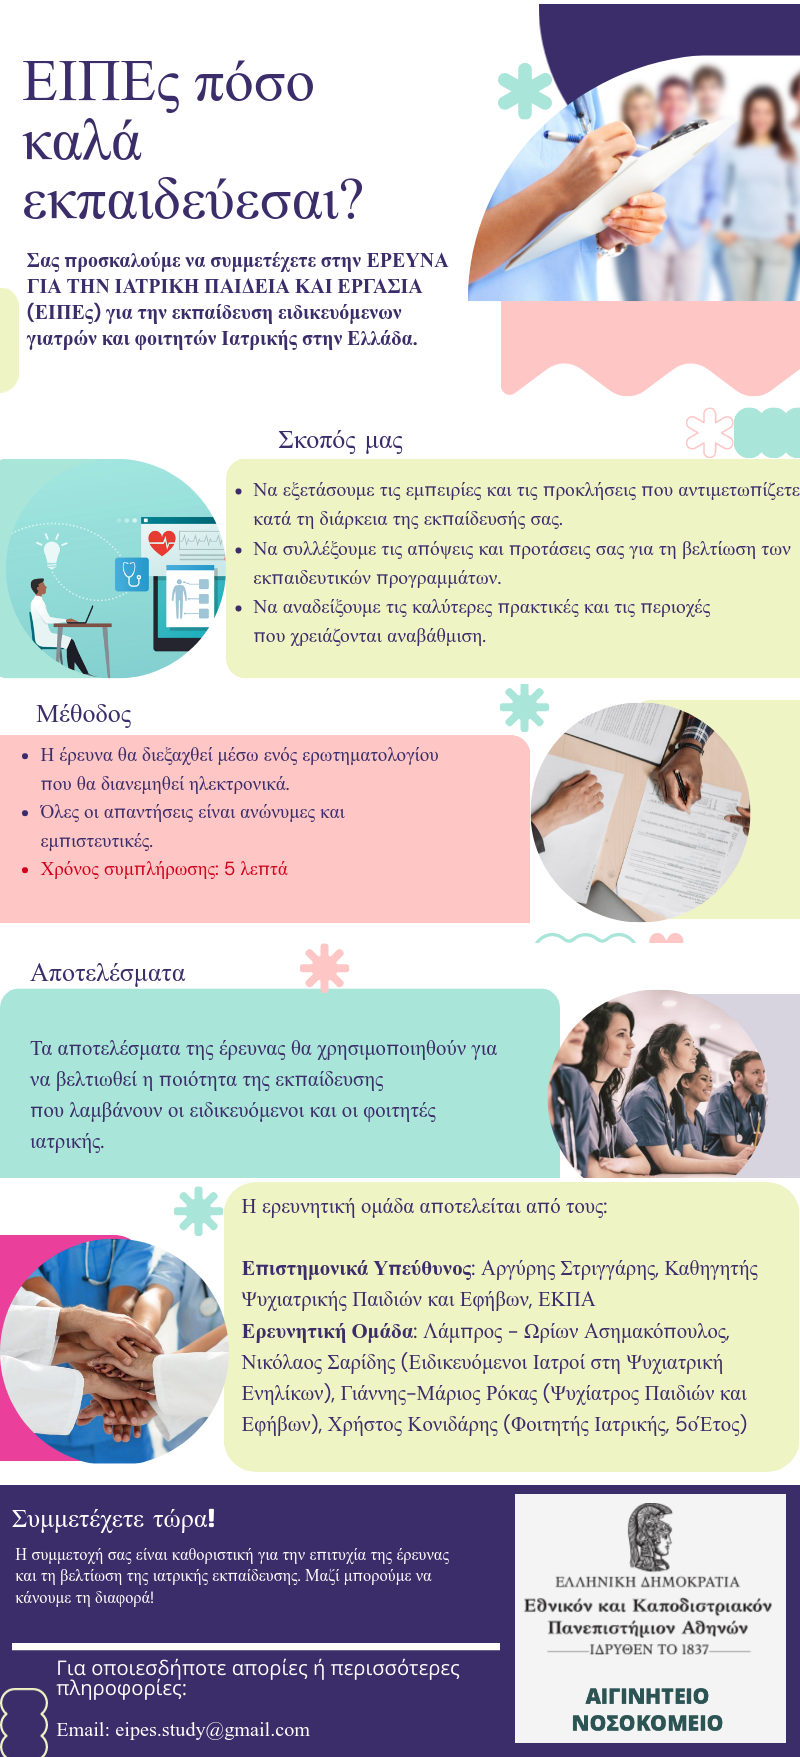 ΕΙΠΕς πόσο
καλά
εκπαιδεύεσαι?
Σας προσκαλούμε να συμμετέχετε στην ΕΡΕΥΝΑ
ΓΙΑ ΤΗΝ ΙΑΤΡΙΚΗ ΠΑΙΔΕΙΑ ΚΑΙ ΕΡΓΑΣΙΑ
(ΕΙΠΕς) για την εκπαίδευση ειδικευόμενων
γιατρών και φοιτητών Ιατρικής στην Ελλάδα.
Σκοπός μας
• Να εξετάσουμε τις εμπειρίες και τις προκλήσεις που αντιμετωπίζετε
κατά τη διάρκεια της εκπαίδευσής σας.
• Να συλλέξουμε τις απόψεις και προτάσεις σας για τη βελτίωση των
εκπαιδευτικών προγραμμάτων.
• Να αναδείξουμε τις καλύτερες πρακτικές και τις περιοχές
που χρειάζονται αναβάθμιση.
Μέθοδος
• Η έρευνα θα διεξαχθεί μέσω ενός ερωτηματολογίου
που θα διανεμηθεί ηλεκτρονικά.
• Όλες οι απαντήσεις είναι ανώνυμες και
εμπιστευτικές.
• Χρόνος συμπλήρωσης: 5 λεπτά
Αποτελέσματα
Τα αποτελέσματα της έρευνας θα χρησιμοποιηθούν για
να βελτιωθεί η ποιότητα της εκπαίδευσης
που λαμβάνουν οι ειδικευόμενοι και οι φοιτητές
ιατρικής.
Η ερευνητική ομάδα αποτελείται από τους:
Επιστημονικά Υπεύθυνος: Αργύρης Στριγγάρης, Καθηγητής
Ψυχιατρικής Παιδιών και Εφήβων, ΕΚΠΑ
Ερευνητική Ομάδα: Λάμπρος - Ωρίων Ασημακόπουλος,
Νικόλαος Σαρίδης (Ειδικευόμενοι Ιατροί στη Ψυχιατρική
Ενηλίκων), Γιάννης-Μάριος Ρόκας (Ψυχίατρος Παιδιών και
Εφήβων), Χρήστος Κονιδάρης (Φοιτητής Ιατρικής, 5οΈτος)
Συμμετέχετε τώρα!
Η συμμετοχή σας είναι καθοριστική για την επιτυχία της έρευνας
και τη βελτίωση της ιατρικής εκπαίδευσης. Μαζί μπορούμε να
κάνουμε τη διαφορά!
Για οποιεσδήποτε απορίες ή περισσότερες
πληροφορίες:
Email: eipes.study@gmail.com
ΕΛΛΗΝΙΚΗ ΔΗΜΟΚΡΑΤΙΑ
Εθνικόν και Καποδιστριακόν
Πανεπιστήμιον Αθηνών
ΙΔΡΥΘΕΝ ΤΟ 1837
ΑΙΓΙΝΗΤΕΙΟ
ΝΟΣΟΚΟΜΕΙΟ